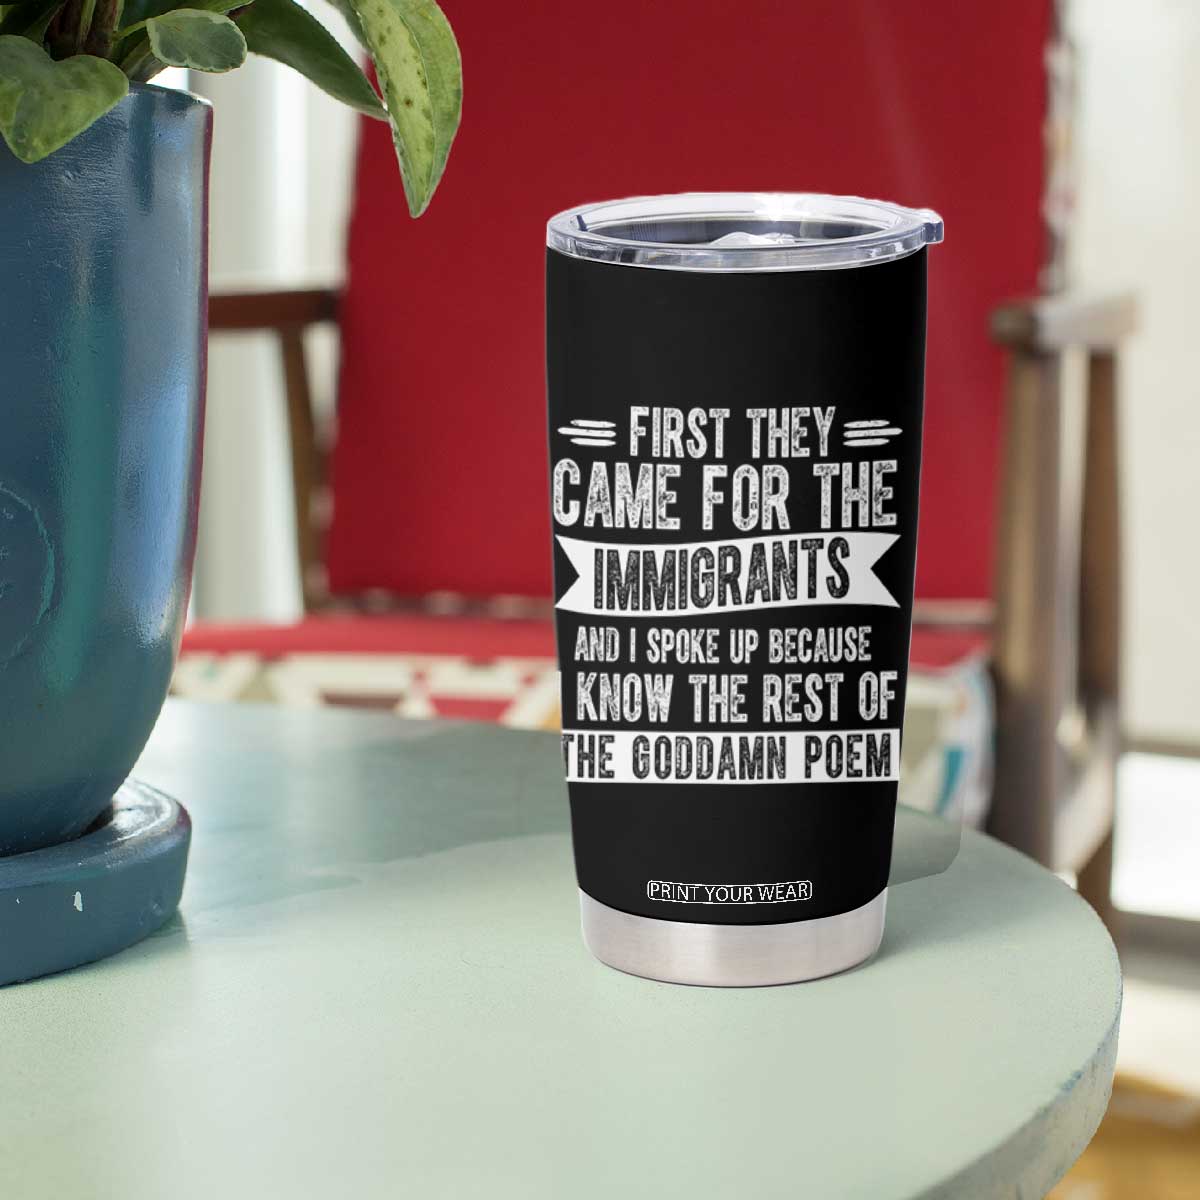 FIRST THEY
CAME FOR THE
IMMIGRANTS
AND I SPOKE UP BECAUSE
KNOW THE REST OF
THE GODDAMN POEM
PRINT YOUR WEAR